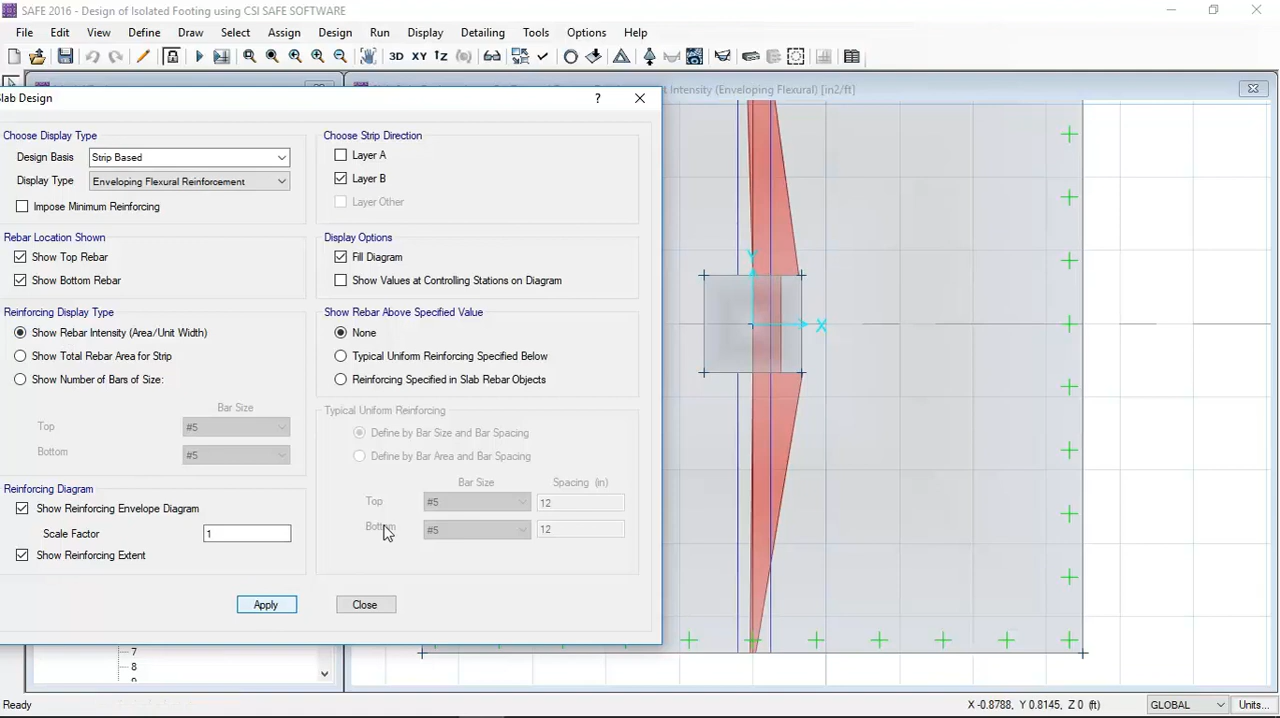 SAFE 2016 - Design of Isolated Footing using CSI SAFE SOFTWARE
File Edit View Define Draw Select Assign Design Run Display Detailing Tools Options Help
3D XY
Slab Design ? ×
Intensity (Enveloping Flexural) [in2/ft]
Choose Display Type
Design Basis Strip Based
Display Type Enveloping Flexural Reinforcement
Impose Minimum Reinforcing
Rebar Location Shown
Show Top Rebar
Show Bottom Rebar
Reinforcing Display Type
Show Rebar Intensity (Area/Unit Width)
Show Total Rebar Area for Strip
Show Number of Bars of Size:
Bar Size
Top #5
Bottom #5
Reinforcing Diagram
Show Reinforcing Envelope Diagram
Scale Factor 1
Show Reinforcing Extent
Choose Strip Direction
Layer A
Layer B
Layer Other
Display Options
Fill Diagram
Show Values at Controlling Stations on Diagram
Show Rebar Above Specified Value
None
Typical Uniform Reinforcing Specified Below
Reinforcing Specified in Slab Rebar Objects
Typical Uniform Reinforcing
Define by Bar Size and Bar Spacing
Define by Bar Area and Bar Spacing
Bar Size Spacing (in)
Top #5 12
Bottom #5 12
Apply Close
Y
X
7
8
Ready X -0.8788, Y 0.8145, Z 0 (ft) GLOBAL Units...